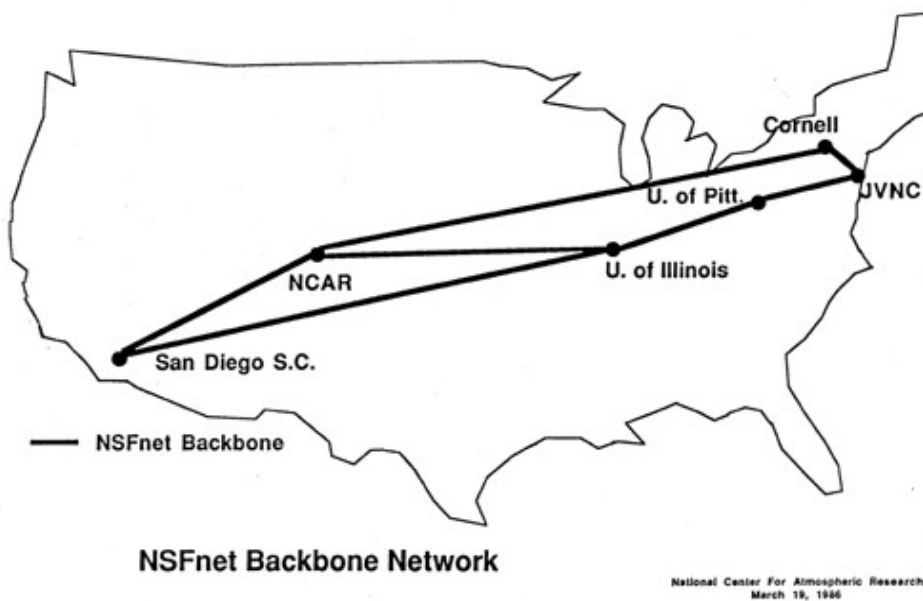 Cornell
JVNC
U. of Pitt.
U. of Illinois
NCAR
San Diego S.C.
NSFnet Backbone
NSFnet Backbone Network
National Center For Atmospheric Research
March 19, 1986